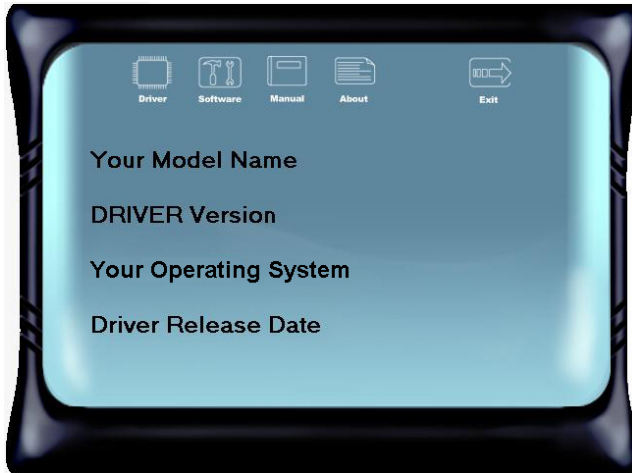 Driver Software Manual About Exit
Your Model Name
DRIVER Version
Your Operating System
Driver Release Date